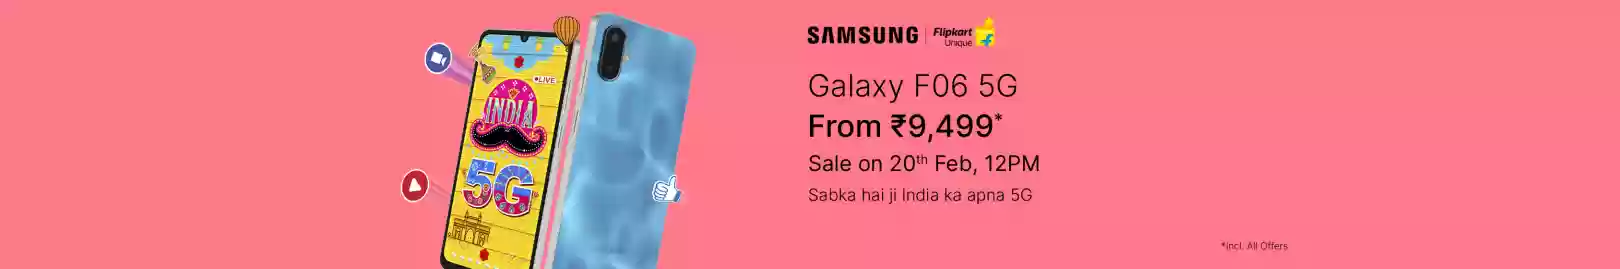 SAMSUNG
Flipkart
Unique
Galaxy F06 5G
From ₹9,499*
Sale on 20th Feb, 12PM
Sabka hai ji India ka apna 5G
*Incl. All Offers
LIVE
INDIA
5G